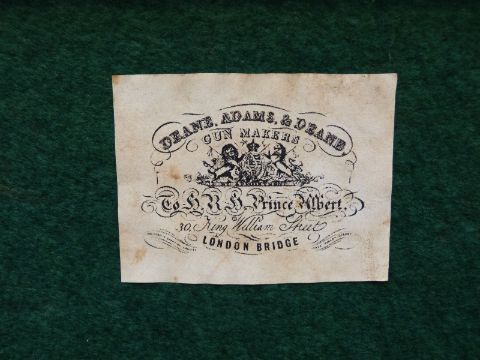 DEANE, ADAMS, & DEANE,
GUN MAKERS
To H.R.H. Prince Albert.
30, King William Street
LONDON BRIDGE